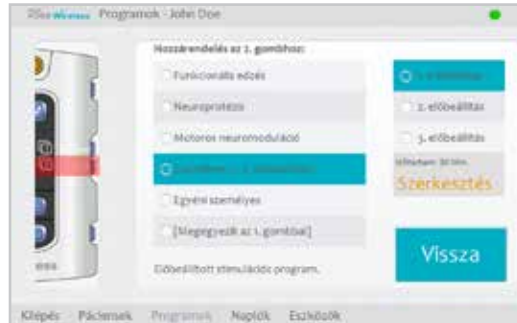 Wireless Programok - John Doe
Hozzárendelés az 1. gombhoz:
Funkcionális edzés
Neuroprotézis
2. előbeállítás
Motoros neuromoduláció
3. előbeállítás
Szerkesztés
Egyéni személyes
[Megegyezik az 1. gombbal]
Vissza
Előbeállított stimulációs program.
Kilépés Páciensek Programok Naplók Eszközök